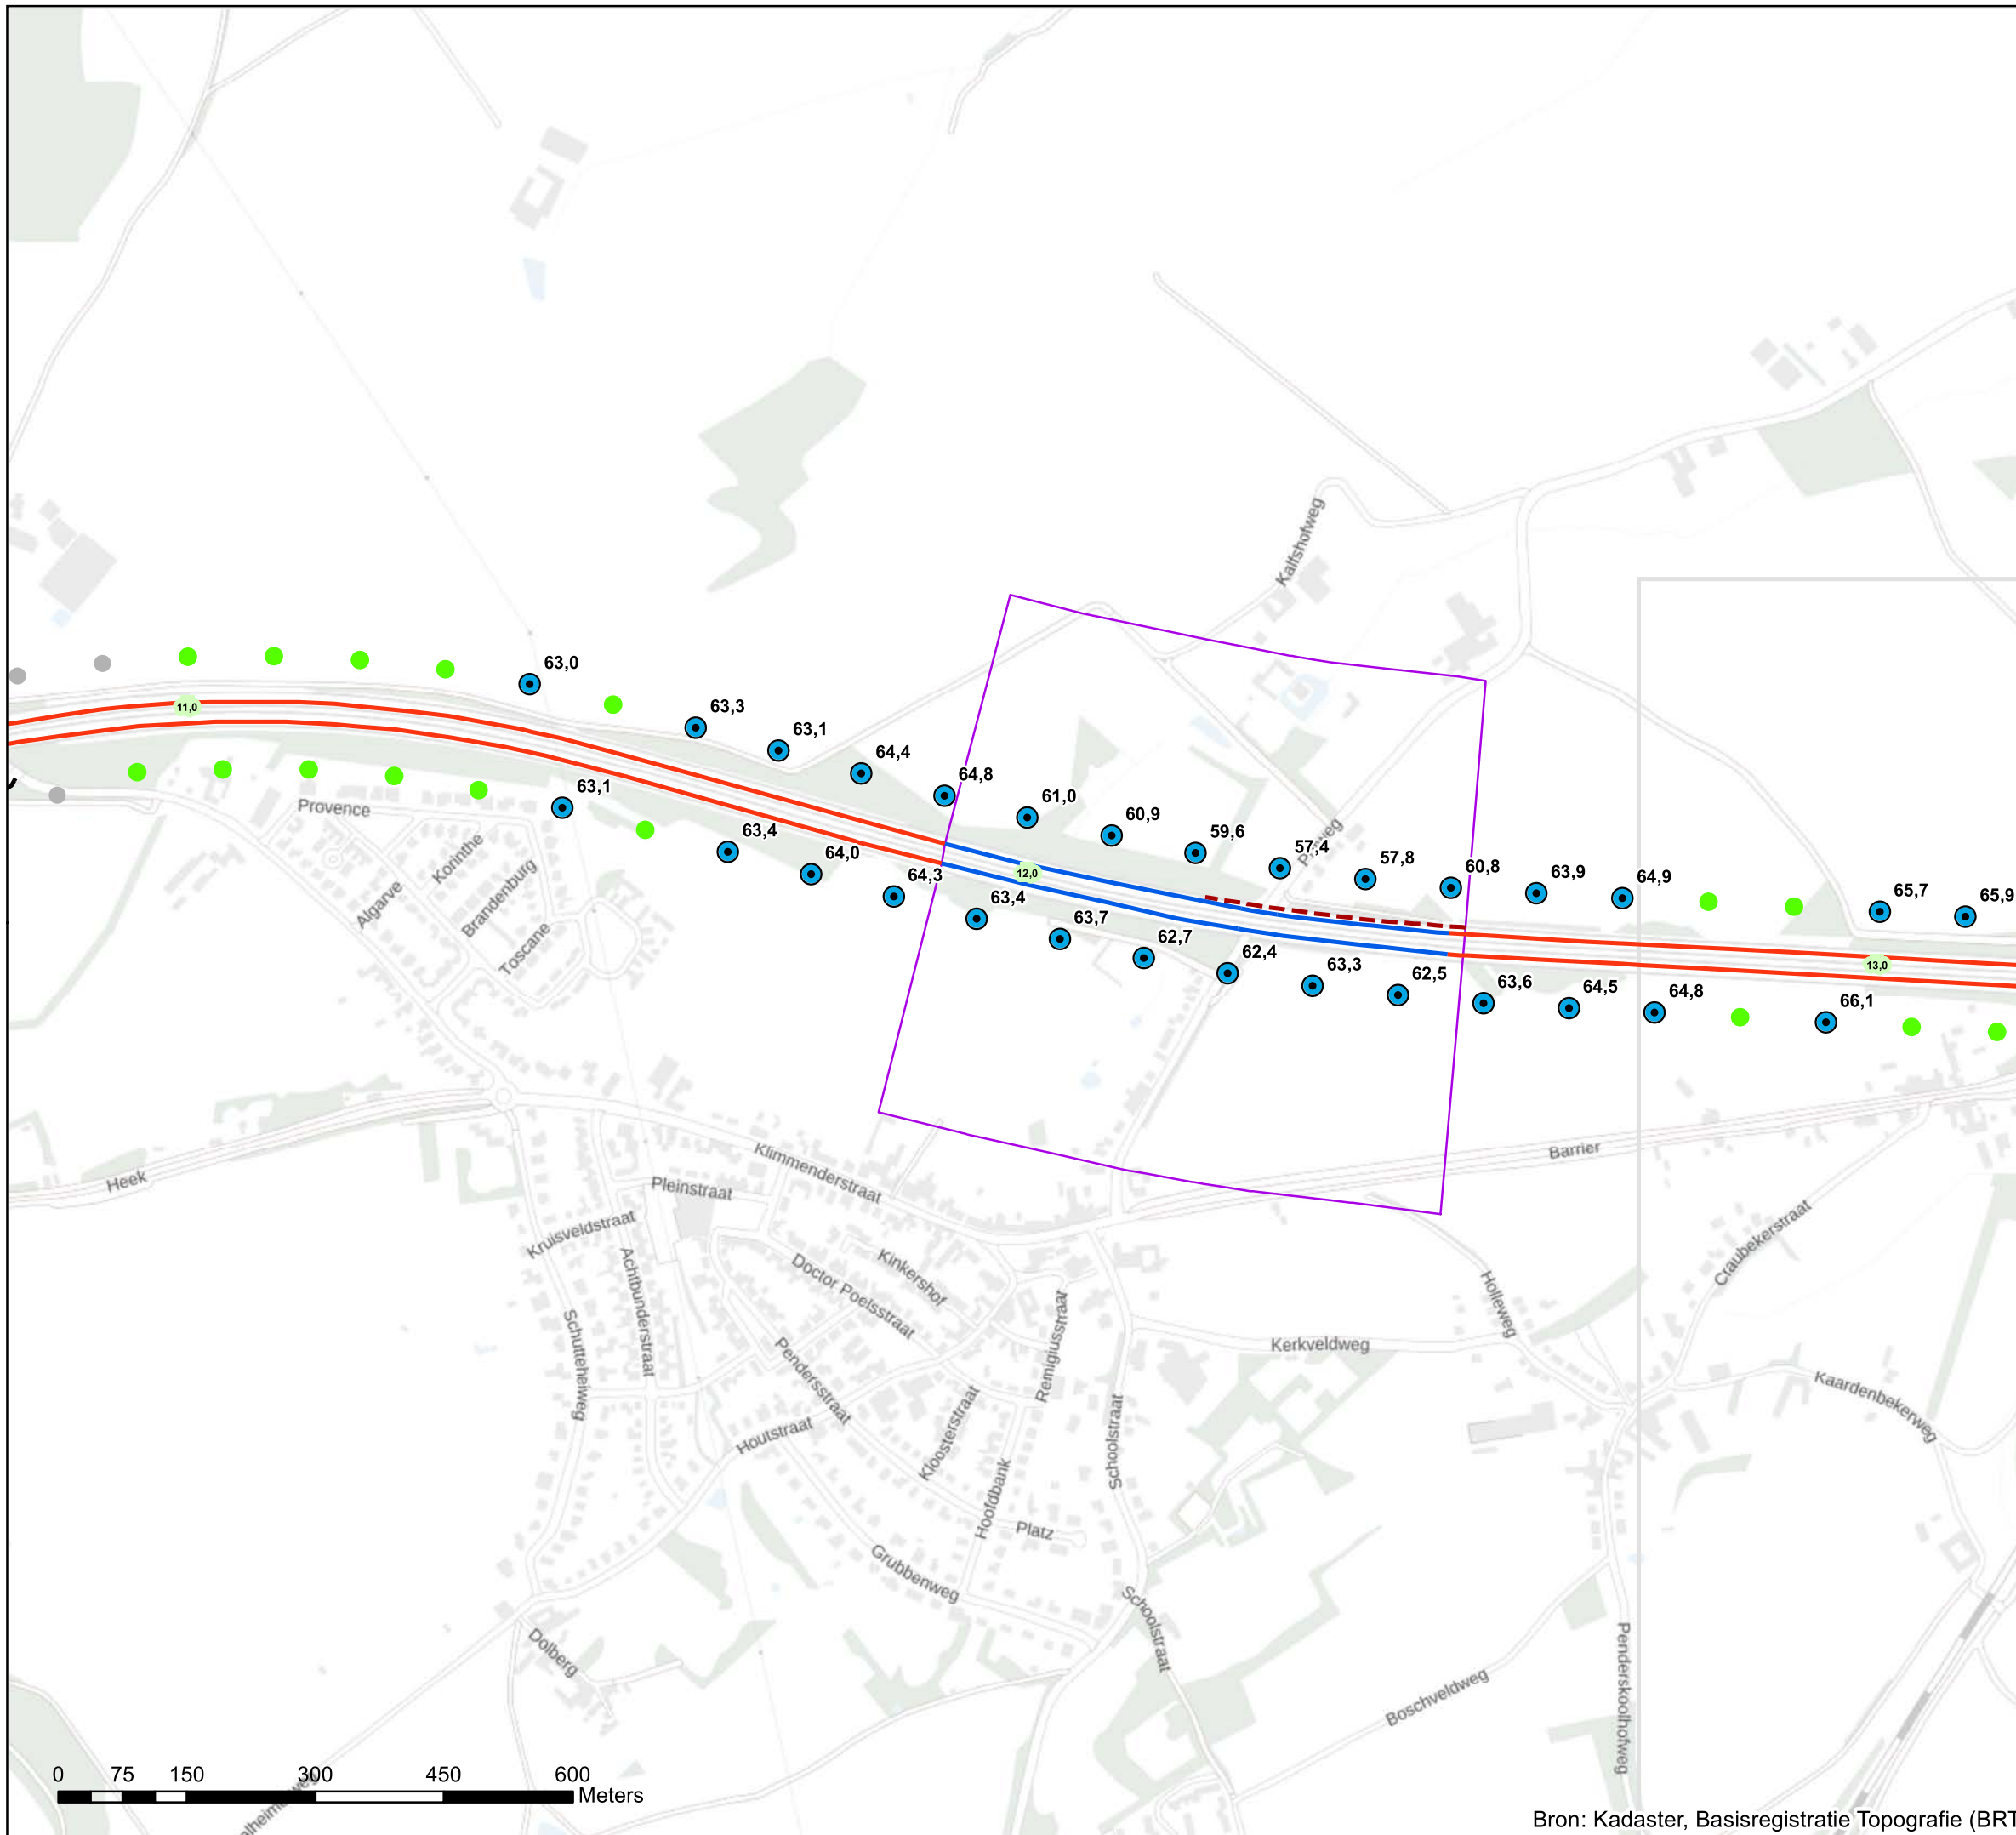 Kalfshofweg
63,0
11,0
63,3
63,1
64,4
64,8
61,0
60,9
59,6
57,4
57,8
60,8
63,9
64,9
65,7
65,9
63,1
63,4
64,0
64,3
12,0
63,4
63,7
62,7
62,4
63,3
62,5
63,6
64,5
64,8
66,1
13,0
Provence
Korinthe
Algarve
Brandenburg
Toscane
Heek
Klimmenderstraat
Barrier
Pleinstraat
Kruisveldstraat
Achtbunderstraat
Schutteheiweg
Doctor Poelsstraat
Kinkershof
Pendersstraat
Remigiusstraat
Kerkveldweg
Holleweg
Craubekerstraat
Kaardenbekerweg
Houtstraat
Kloosterstraat
Schoolstraat
Hoofdbank
Platz
Grubbenweg
Schoolstraat
Dolberg
Boschveldweg
Penderskoolhofweg
0 75 150 300 450 600
Meters
Bron: Kadaster, Basisregistratie Topografie (BRT